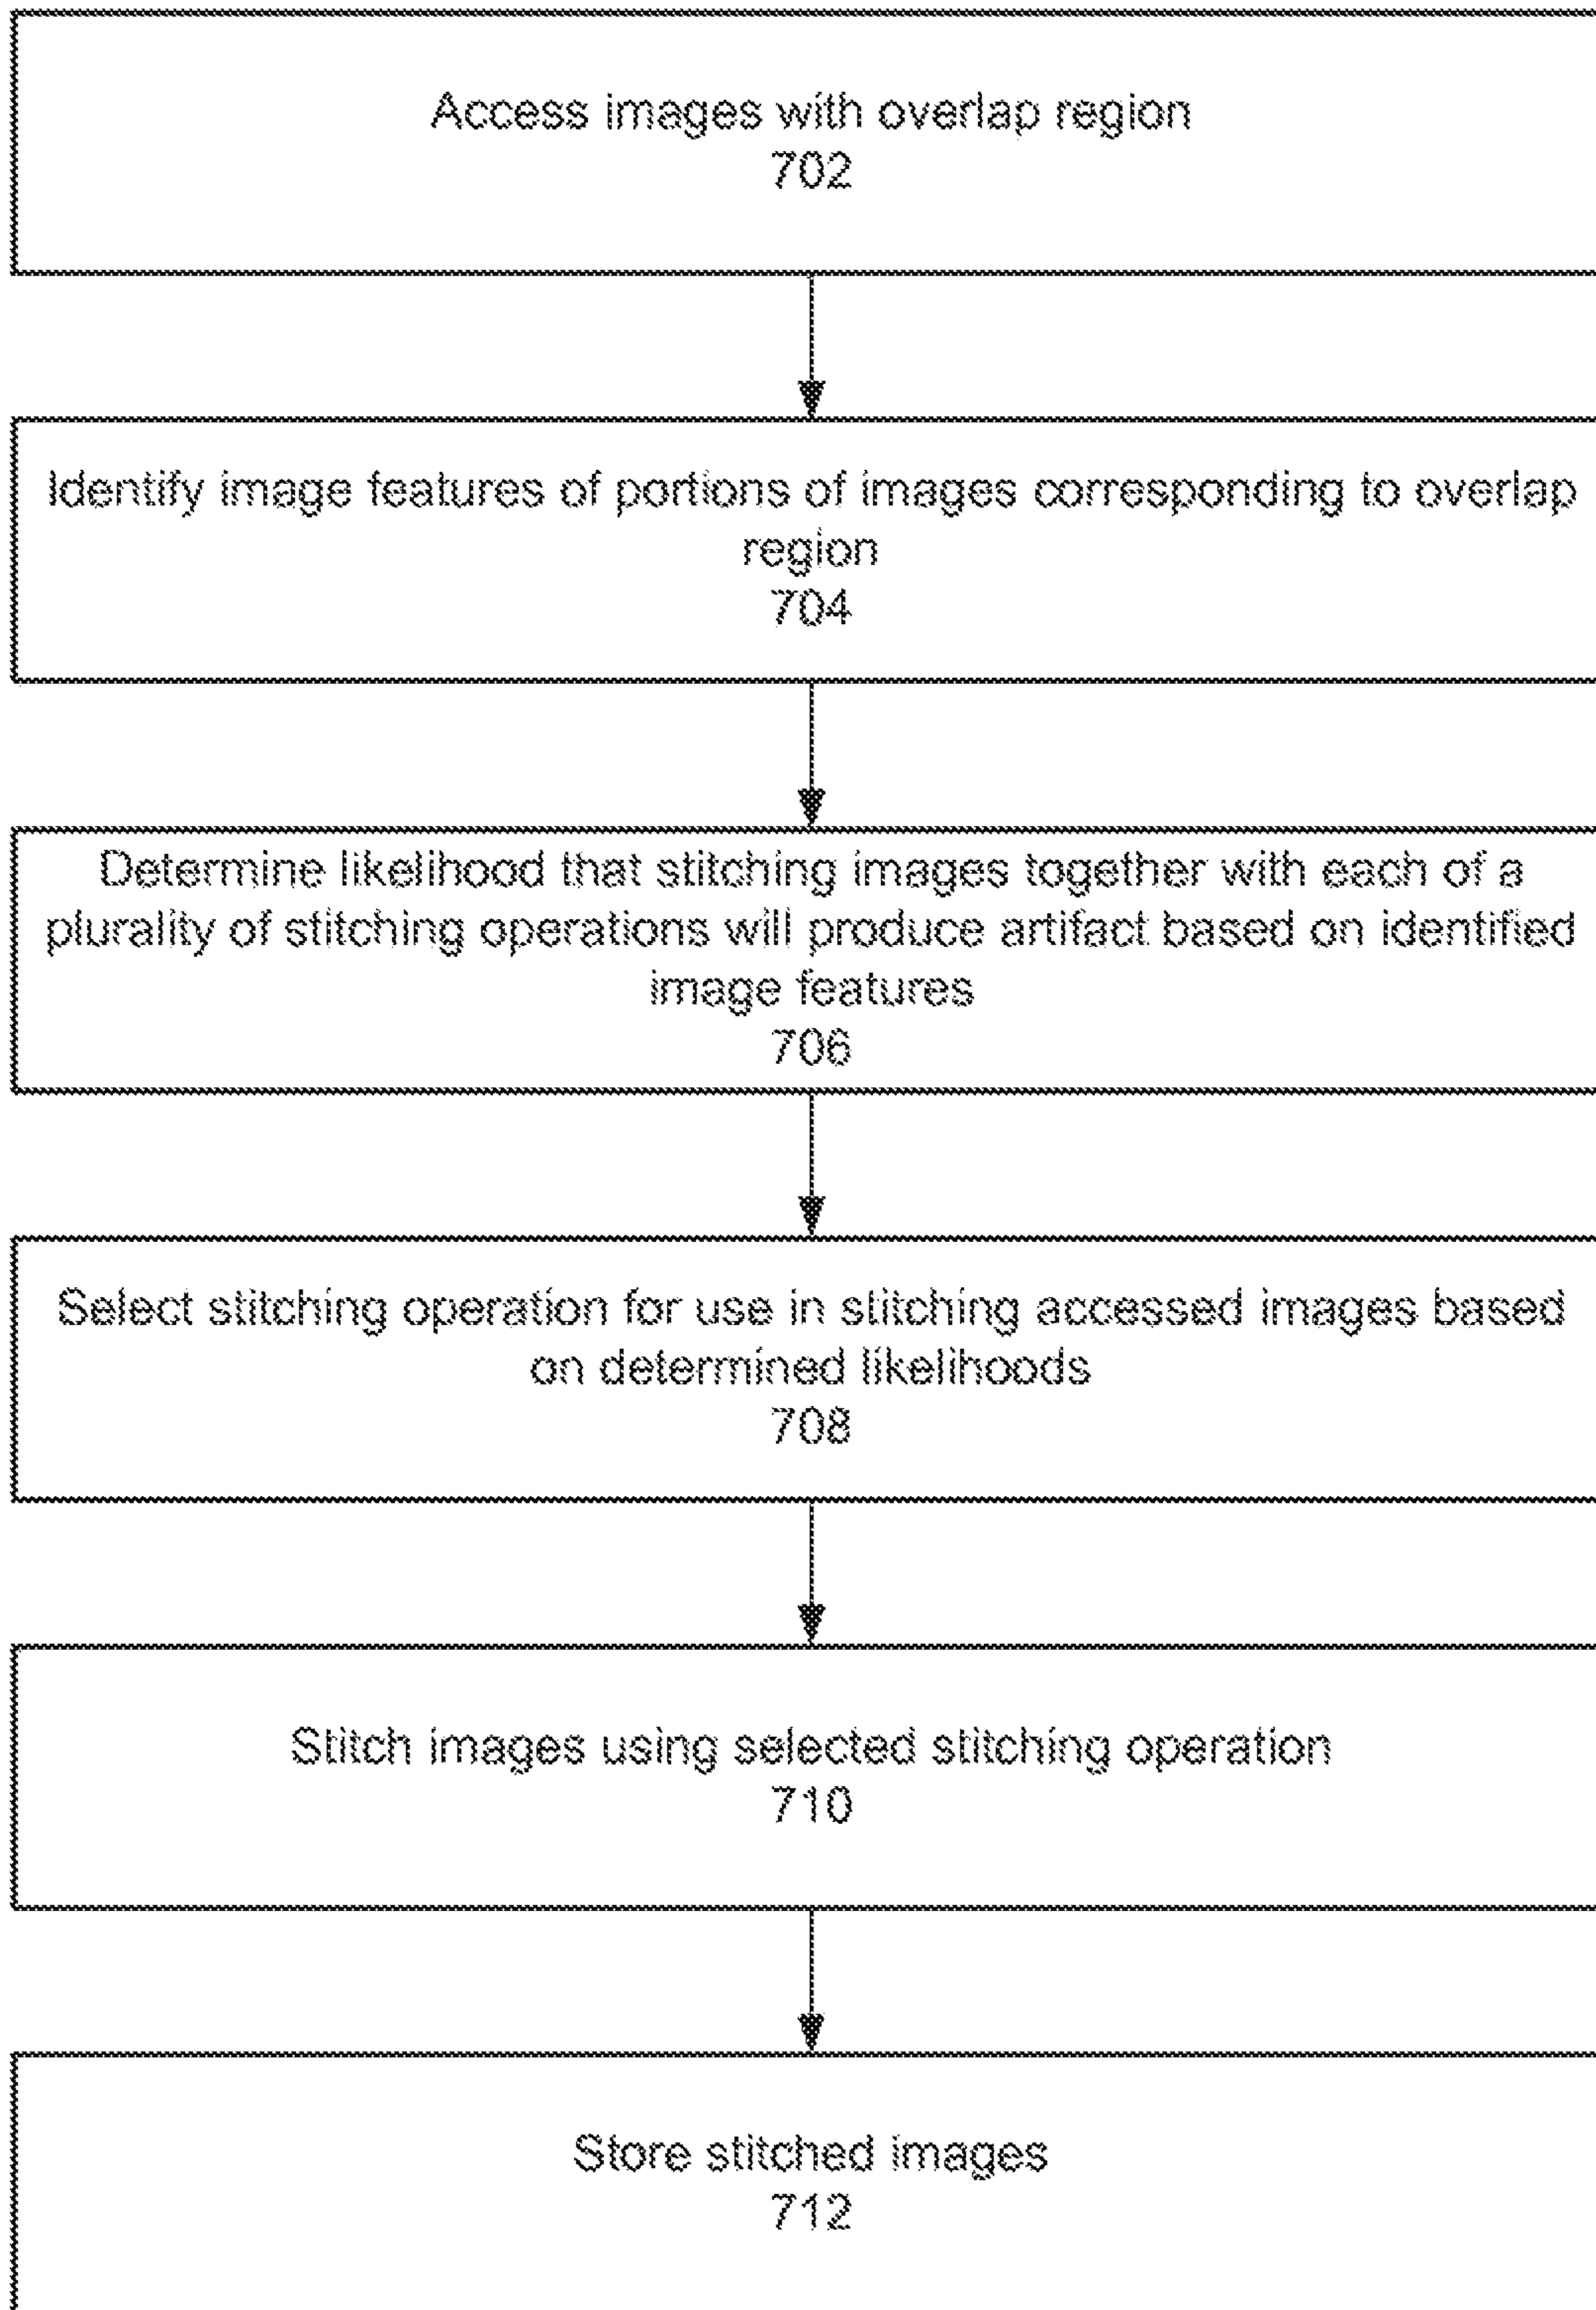 Access images with overlap region
702
Identify image features of portions of images corresponding to overlap
region
704
Determine likelihood that stitching images together with each of a
plurality of stitching operations will produce artifact based on identified
image features
706
Select stitching operation for use in stitching accessed images based
on determined likelihoods
708
Stitch images using selected stitching operation
710
Store stitched images
712